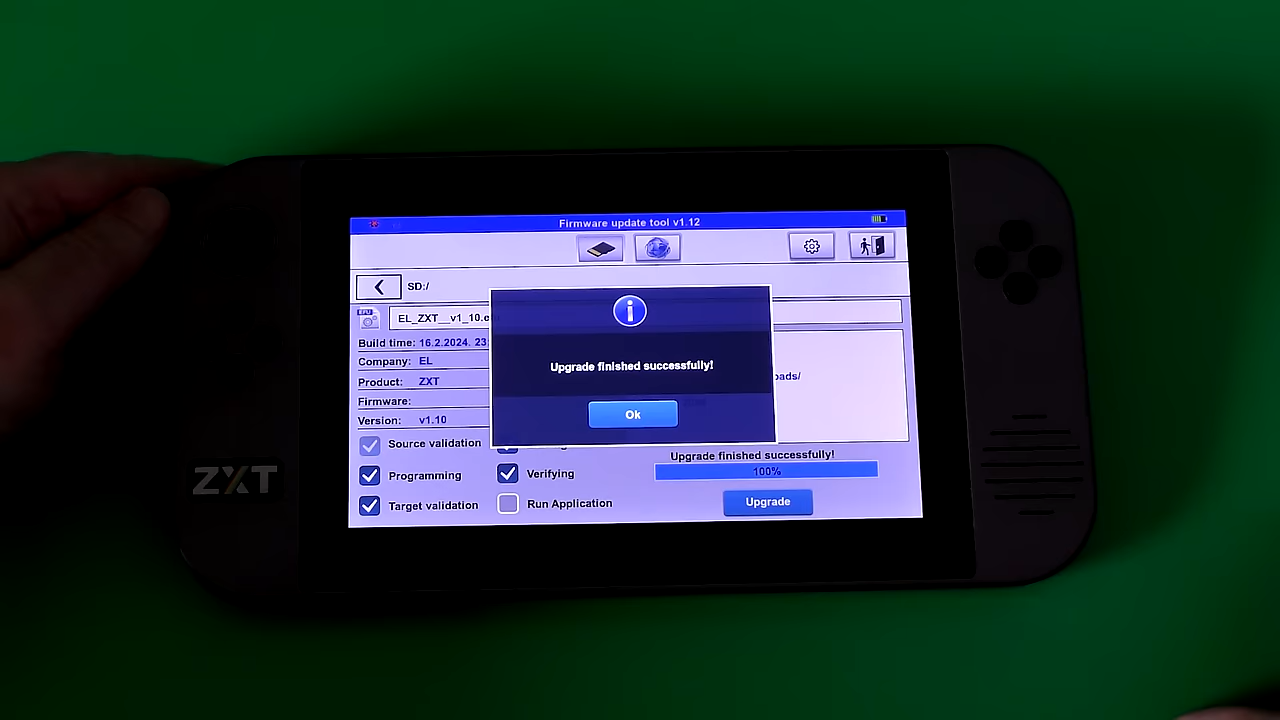 Firmware update tool v1.12
SD:/
EFU
EL_ZXT__v1_10.
Build time: 16.2.2024. 23
Company: EL
Product: ZXT
Firmware:
Version: v1.10
Upgrade finished successfully!
Ok
oads/
Source validation
Programming
Verifying
Target validation
Run Application
Upgrade finished successfully!
100%
Upgrade
ZXT